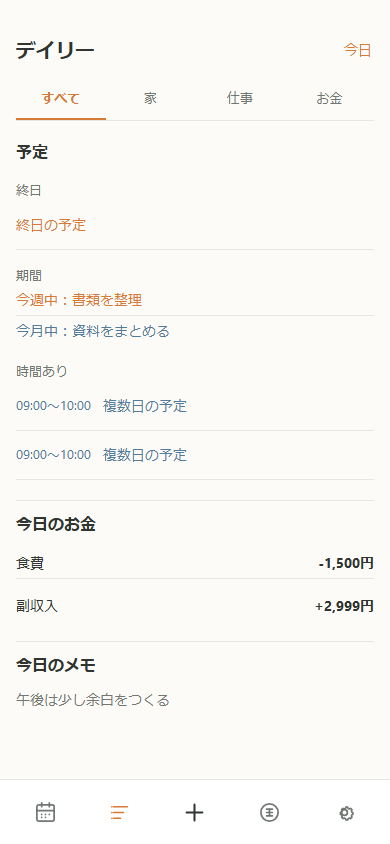 デイリー
今日
すべて 家 仕事 お金
予定
終日
終日の予定
期間
今週中：書類を整理
今月中：資料をまとめる
時間あり
09:00～10:00 複数日の予定
09:00～10:00 複数日の予定
今日のお金
食費 -1,500円
副収入 +2,999円
今日のメモ
午後は少し余白をつくる